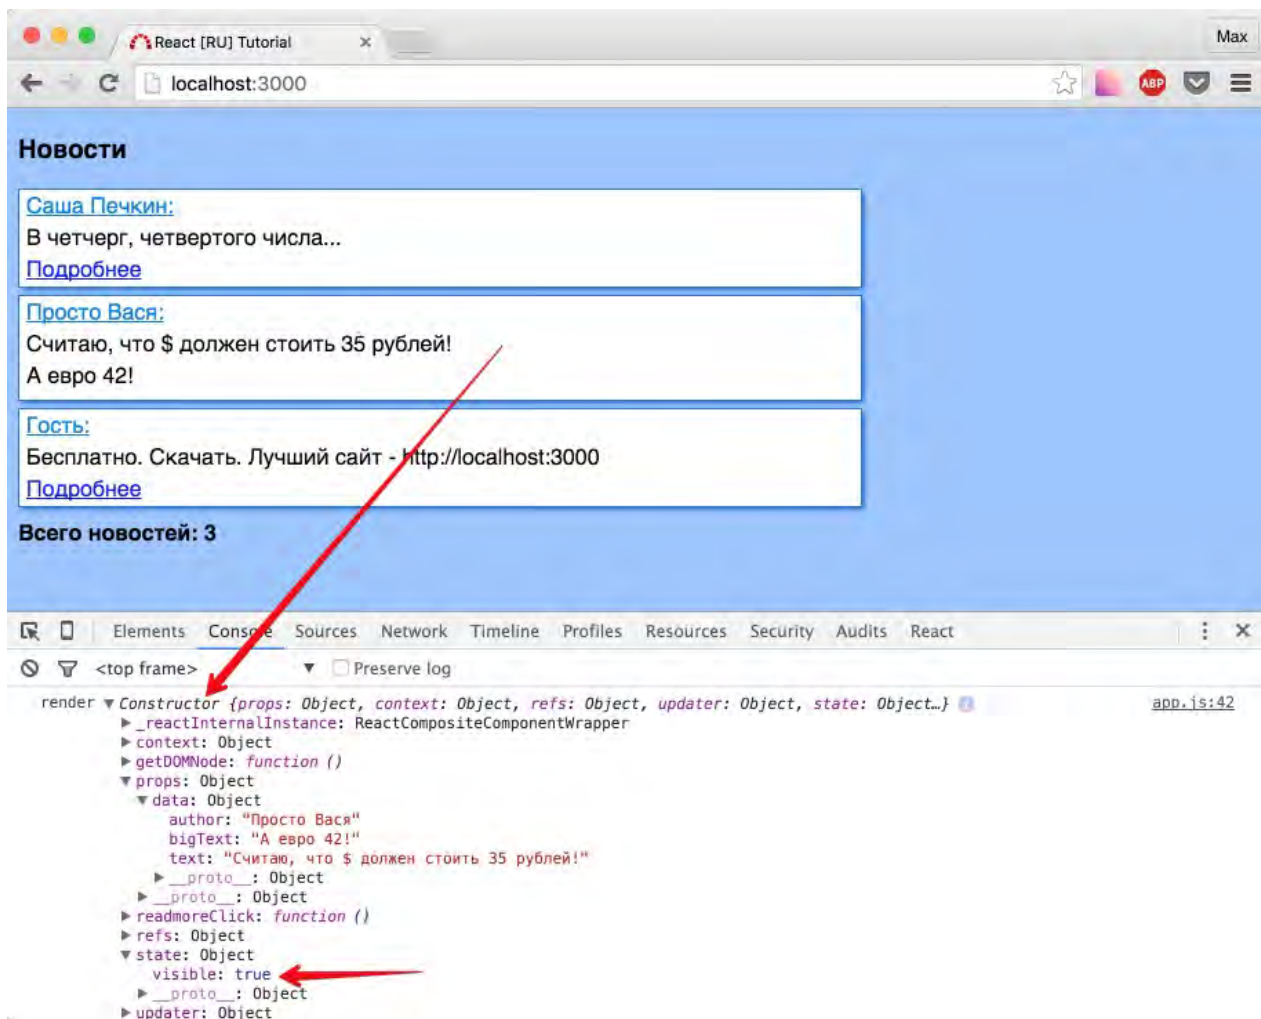 React [RU] Tutorial
Max
localhost:3000
ABP
Новости
Саша Печкин:
В четчерг, четвертого числа...
Подробнее
Просто Вася:
Считаю, что $ должен стоить 35 рублей!
А евро 42!
Гость:
Бесплатно. Скачать. Лучший сайт - http://localhost:3000
Подробнее
Всего новостей: 3
Elements Console Sources Network Timeline Profiles Resources Security Audits React
<top frame> Preserve log
render Constructor {props: Object, context: Object, refs: Object, updater: Object, state: Object…} app.js:42
_reactInternalInstance: ReactCompositeComponentWrapper
context: Object
getDOMNode: function ()
props: Object
data: Object
author: "Просто Вася"
bigText: "А евро 42!"
text: "Считаю, что $ должен стоить 35 рублей!"
__proto__: Object
__proto__: Object
readmoreClick: function ()
refs: Object
state: Object
visible: true
__proto__: Object
updater: Object